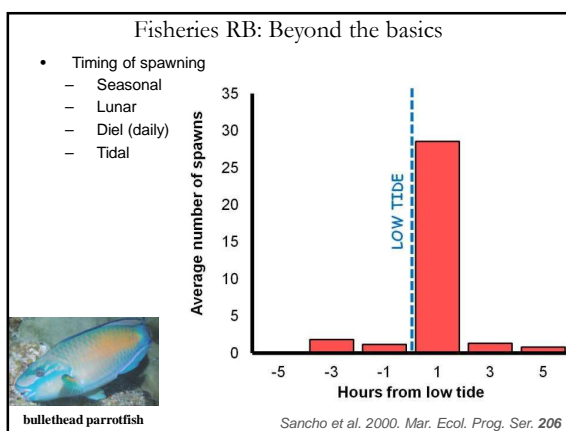 Fisheries RB: Beyond the basics
• Timing of spawning
– Seasonal
– Lunar
– Diel (daily)
– Tidal
Average number of spawns
35
30
25
20
15
10
5
0
LOW TIDE
-5 -3 -1 1 3 5
Hours from low tide
bullethead parrotfish
Sancho et al. 2000. Mar. Ecol. Prog. Ser. 206